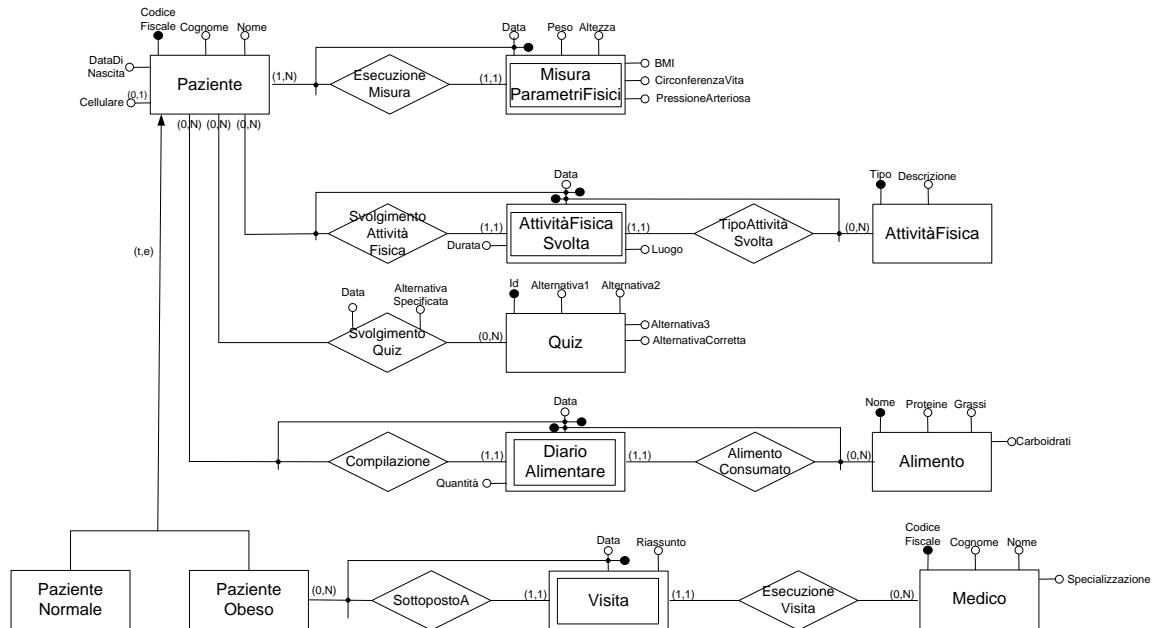 Codice
Fiscale
Cognome
Nome
DataDi
Nascita
Cellulare
(0,1)
Paziente
(1,N)
Esecuzione
Misura
(1,1)
Data
Peso
Altezza
Misura
ParametriFisici
BMI
CirconferenzaVita
PressioneArteriosa
(0,N)
(0,N)
(0,N)
(t,e)
Svolgimento
Attività
Fisica
(1,1)
Data
AttivitàFisica
Svolta
Durata
Luogo
(1,1)
TipoAttività
Svolta
(0,N)
Tipo
Descrizione
AttivitàFisica
Data
Alternativa
Specificata
Svolgimento
Quiz
(0,N)
Id
Alternativa1
Alternativa2
Quiz
Alternativa3
AlternativaCorretta
Compilazione
(1,1)
Data
Diario
Alimentare
Quantità
(1,1)
Alimento
Consumato
(0,N)
Nome
Proteine
Grassi
Carboidrati
Alimento
Paziente
Normale
Paziente
Obeso
(0,N)
SottopostoA
(1,1)
Data
Riassunto
Visita
(1,1)
Esecuzione
Visita
(0,N)
Codice
Fiscale
Cognome
Nome
Specializzazione
Medico